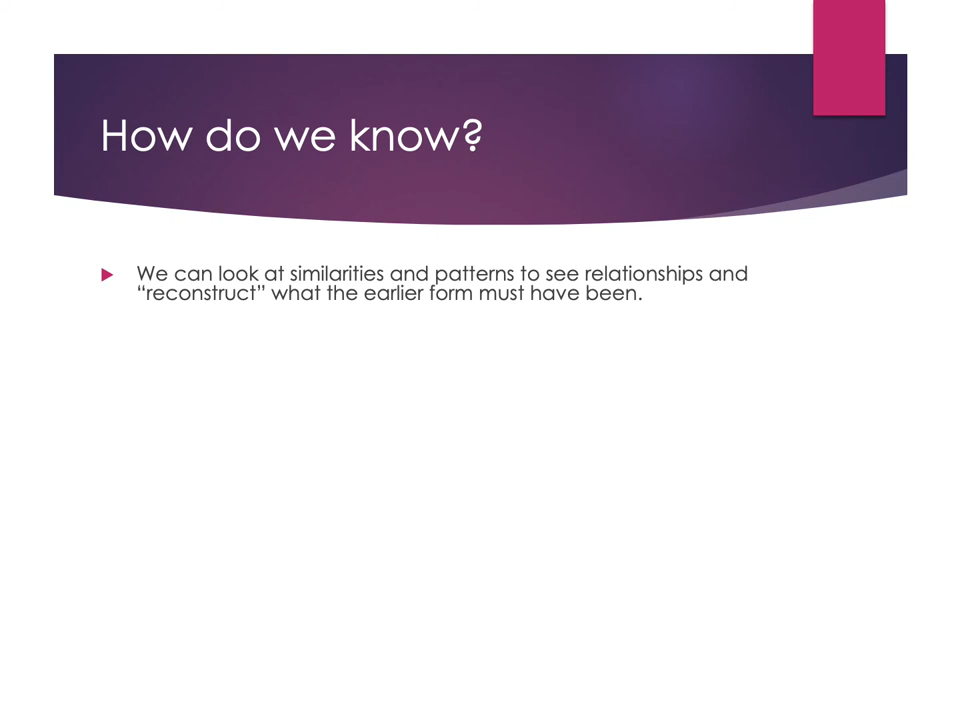 How do we know?
We can look at similarities and patterns to see relationships and
“reconstruct” what the earlier form must have been.